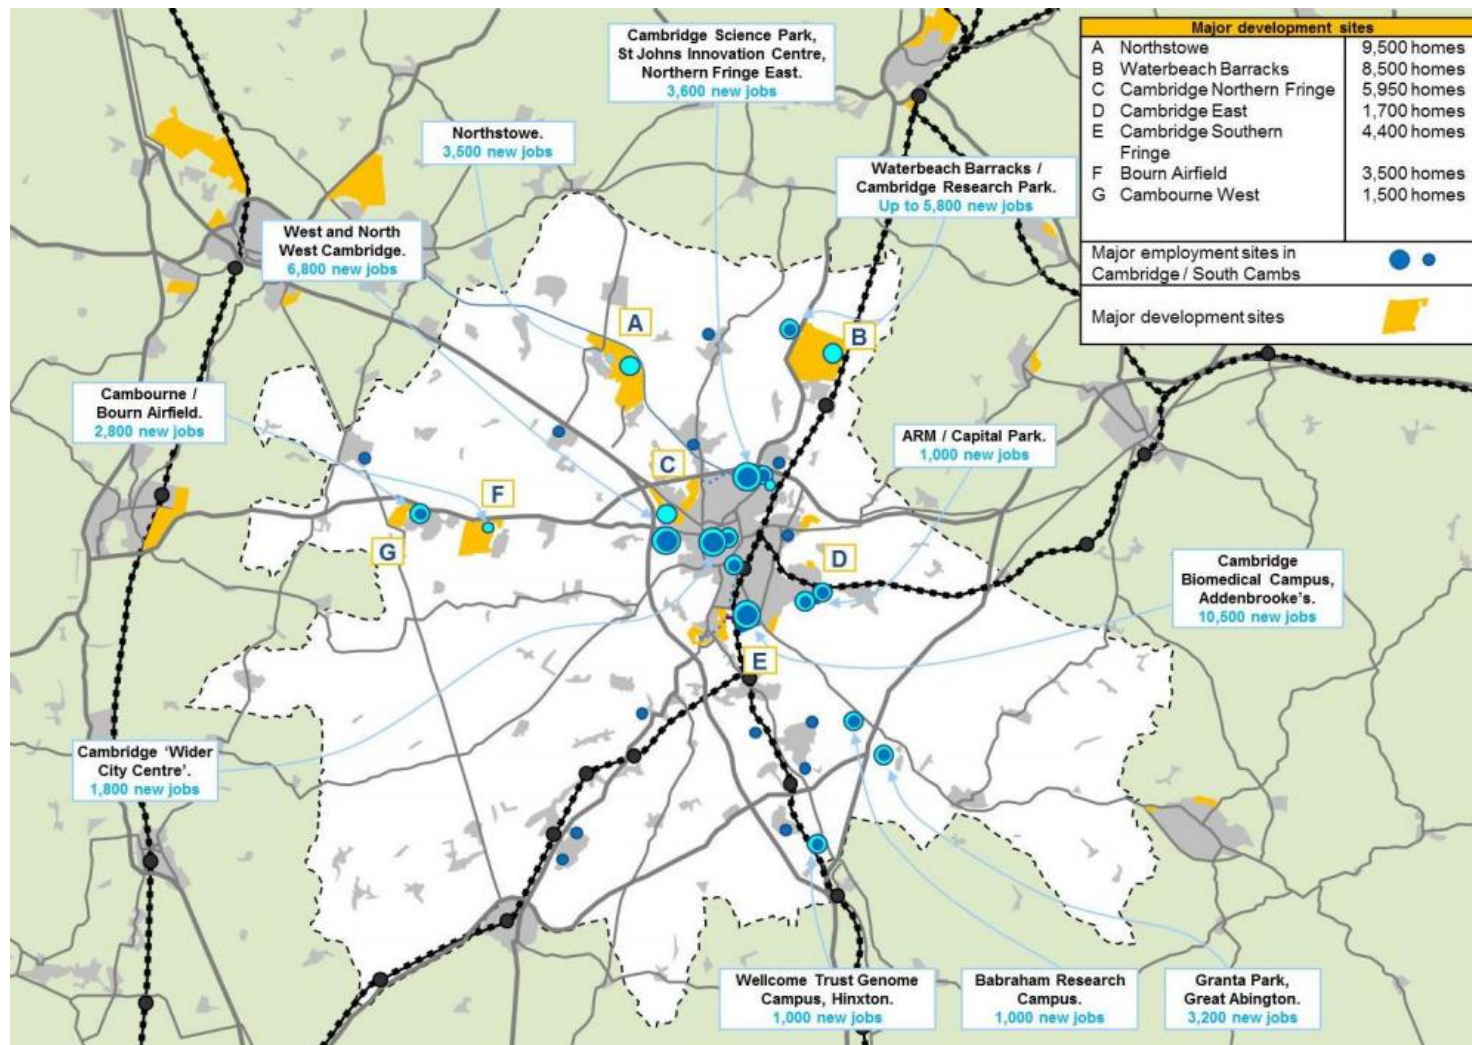 Cambridge Science Park,
St Johns Innovation Centre,
Northern Fringe East.
3,600 new jobs
Northstowe.
3,500 new jobs
Waterbeach Barracks /
Cambridge Research Park.
Up to 5,800 new jobs
West and North
West Cambridge.
6,800 new jobs
Major development sites
A Northstowe 9,500 homes
B Waterbeach Barracks 8,500 homes
C Cambridge Northern Fringe 5,950 homes
D Cambridge East 1,700 homes
E Cambridge Southern 4,400 homes
Fringe
F Bourn Airfield 3,500 homes
G Cambourne West 1,500 homes
Major employment sites in
Cambridge / South Cambs
Major development sites
A
B
Cambourne /
Bourn Airfield.
2,800 new jobs
ARM / Capital Park.
1,000 new jobs
C
F
G
D
Cambridge
Biomedical Campus,
Addenbrooke's.
10,500 new jobs
E
Cambridge ‘Wider
City Centre’.
1,800 new jobs
Wellcome Trust Genome
Campus, Hinxton.
1,000 new jobs
Babraham Research
Campus.
1,000 new jobs
Granta Park,
Great Abington.
3,200 new jobs